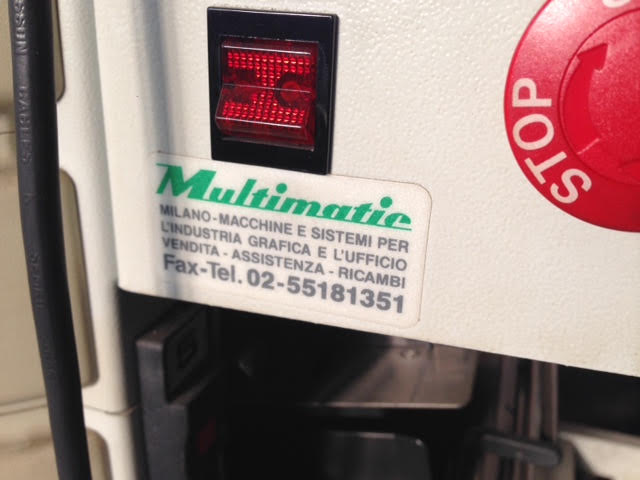 STOP
Multimatic
MILANO-MACCHINE E SISTEMI PER
L'INDUSTRIA GRAFICA E L'UFFICIO
VENDITA - ASSISTENZA - RICAMBI
Fax-Tel. 02-55181351